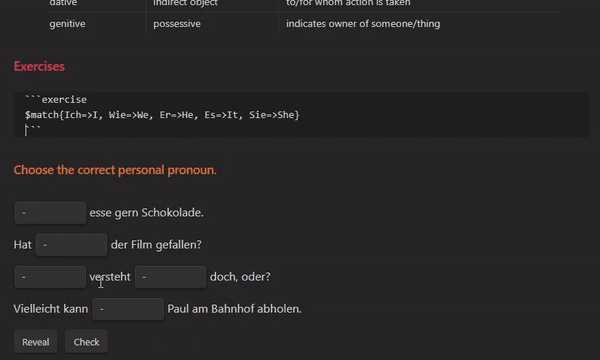 dative indirect object to/for whom action is taken
genitive possessive indicates owner of someone/thing
Exercises
```exercise
$match{Ich=>I, Wie=>We, Er=>He, Es=>It, Sie=>She}
```
Choose the correct personal pronoun.
- esse gern Schokolade.
Hat - der Film gefallen?
- versteht - doch, oder?
Vielleicht kann - Paul am Bahnhof abholen.
Reveal Check